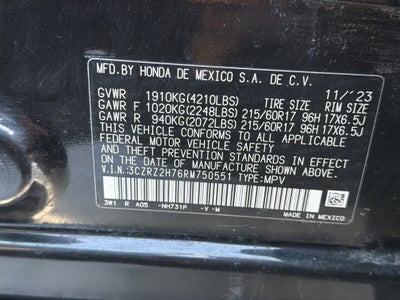 MFD.BY HONDA DE MEXICO S.A. DE C.V.
11/'23
GVWR 1910KG(4210LBS) TIRE SIZE RIM SIZE
GAWR F 1020KG(2248LBS) 215/60R17 96H 17X6.5J
GAWR R 940KG(2072LBS) 215/60R17 96H 17X6.5J
THIS VEHICLE CONFORMS TO ALL APPLICABLE
FEDERAL MOTOR VEHICLE SAFETY AND THEFT
PREVENTION STANDARDS IN EFFECT ON THE
DATE OF MANUFACTURE SHOWN ABOVE.
V.I.N.:3CZRZ2H76RM750551 TYPE:MPV
3#1 R A05 -NH731P -V -M
MADE IN MEXICO